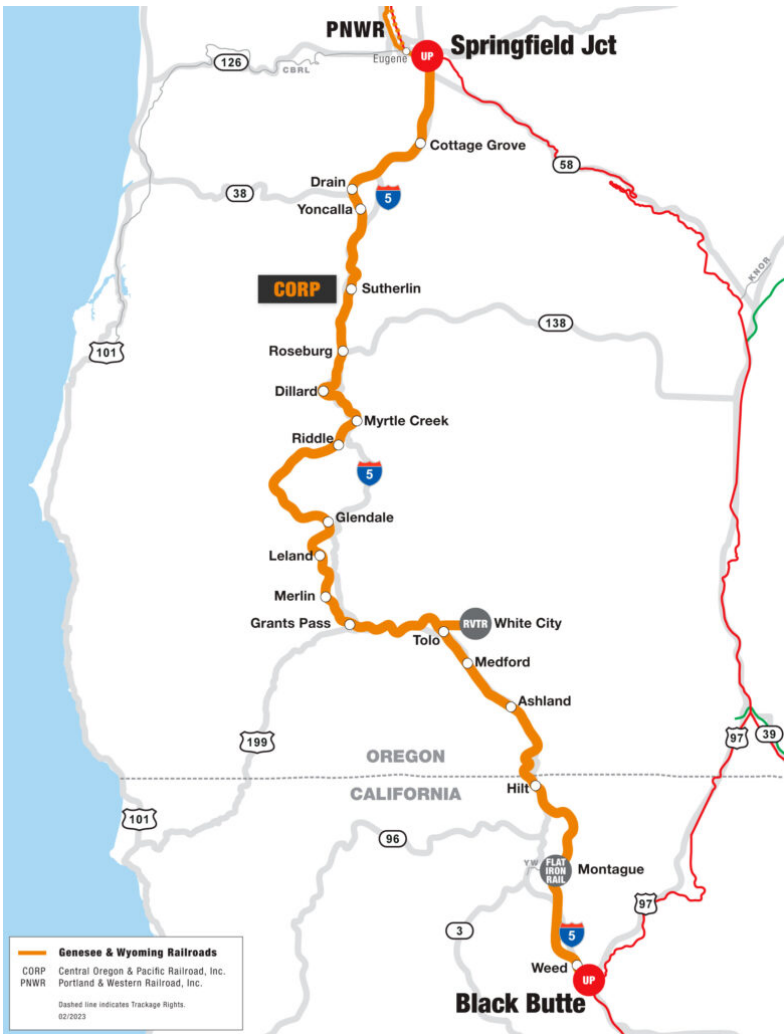 PNWR
Springfield Jct
UP
Eugene
126
CBRL
Cottage Grove
58
Drain
38
5
Yoncalla
KNOR
CORP
Sutherlin
138
101
Roseburg
Dillard
Myrtle Creek
Riddle
5
Glendale
Leland
Merlin
Grants Pass
RVTR
White City
Tolo
Medford
Ashland
97
39
199
OREGON
Hilt
CALIFORNIA
101
96
YW
FLAT
IRON
RAIL
Montague
97
3
5
Weed
UP
Black Butte
Genesee & Wyoming Railroads
CORP Central Oregon & Pacific Railroad, Inc.
PNWR Portland & Western Railroad, Inc.
Dashed line indicates Trackage Rights.
02/2023